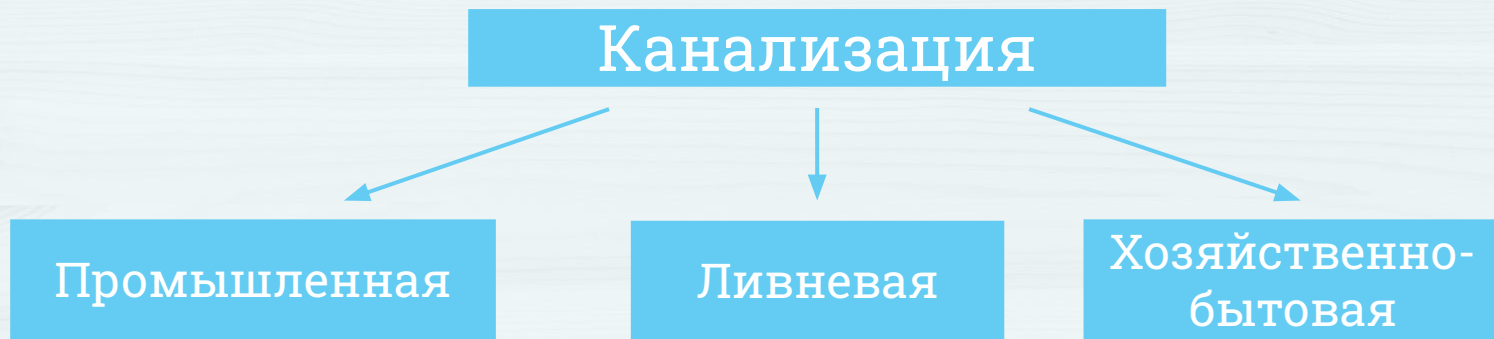 Канализация
Промышленная
Ливневая
Хозяйственно-
бытовая